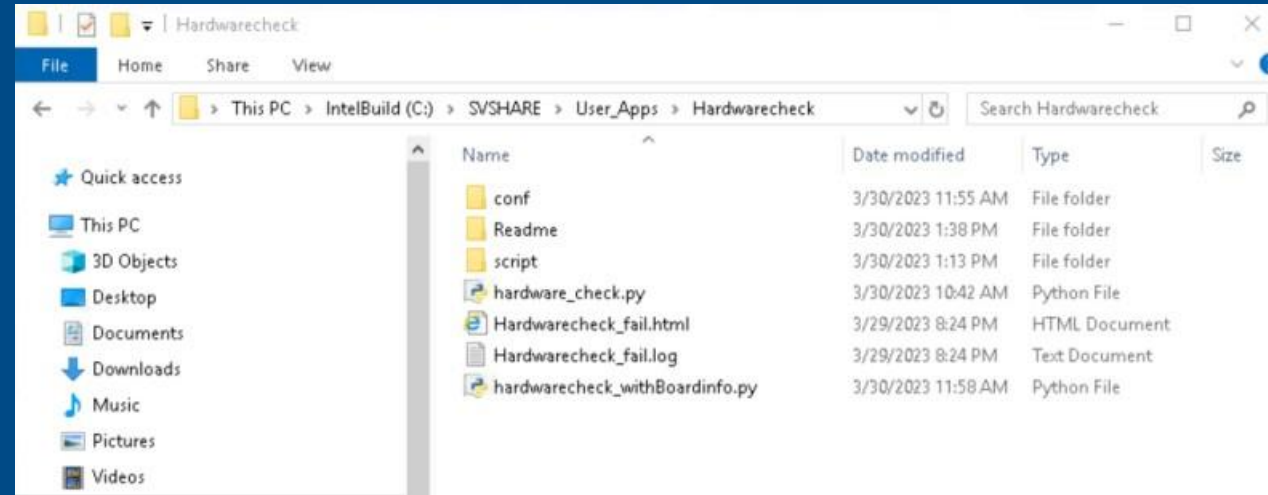 Hardwarecheck
File Home Share View
This PC > IntelBuild (C:) > SVSHARE > User_Apps > Hardwarecheck
Search Hardwarecheck
Name Date modified Type Size
Quick access
This PC
3D Objects
Desktop
Documents
Downloads
Music
Pictures
Videos
conf 3/30/2023 11:55 AM File folder
Readme 3/30/2023 1:38 PM File folder
script 3/30/2023 1:13 PM File folder
hardware_check.py 3/30/2023 10:42 AM Python File
Hardwarecheck_fail.html 3/29/2023 8:24 PM HTML Document
Hardwarecheck_fail.log 3/29/2023 8:24 PM Text Document
hardwarecheck_withBoardinfo.py 3/30/2023 11:58 AM Python File